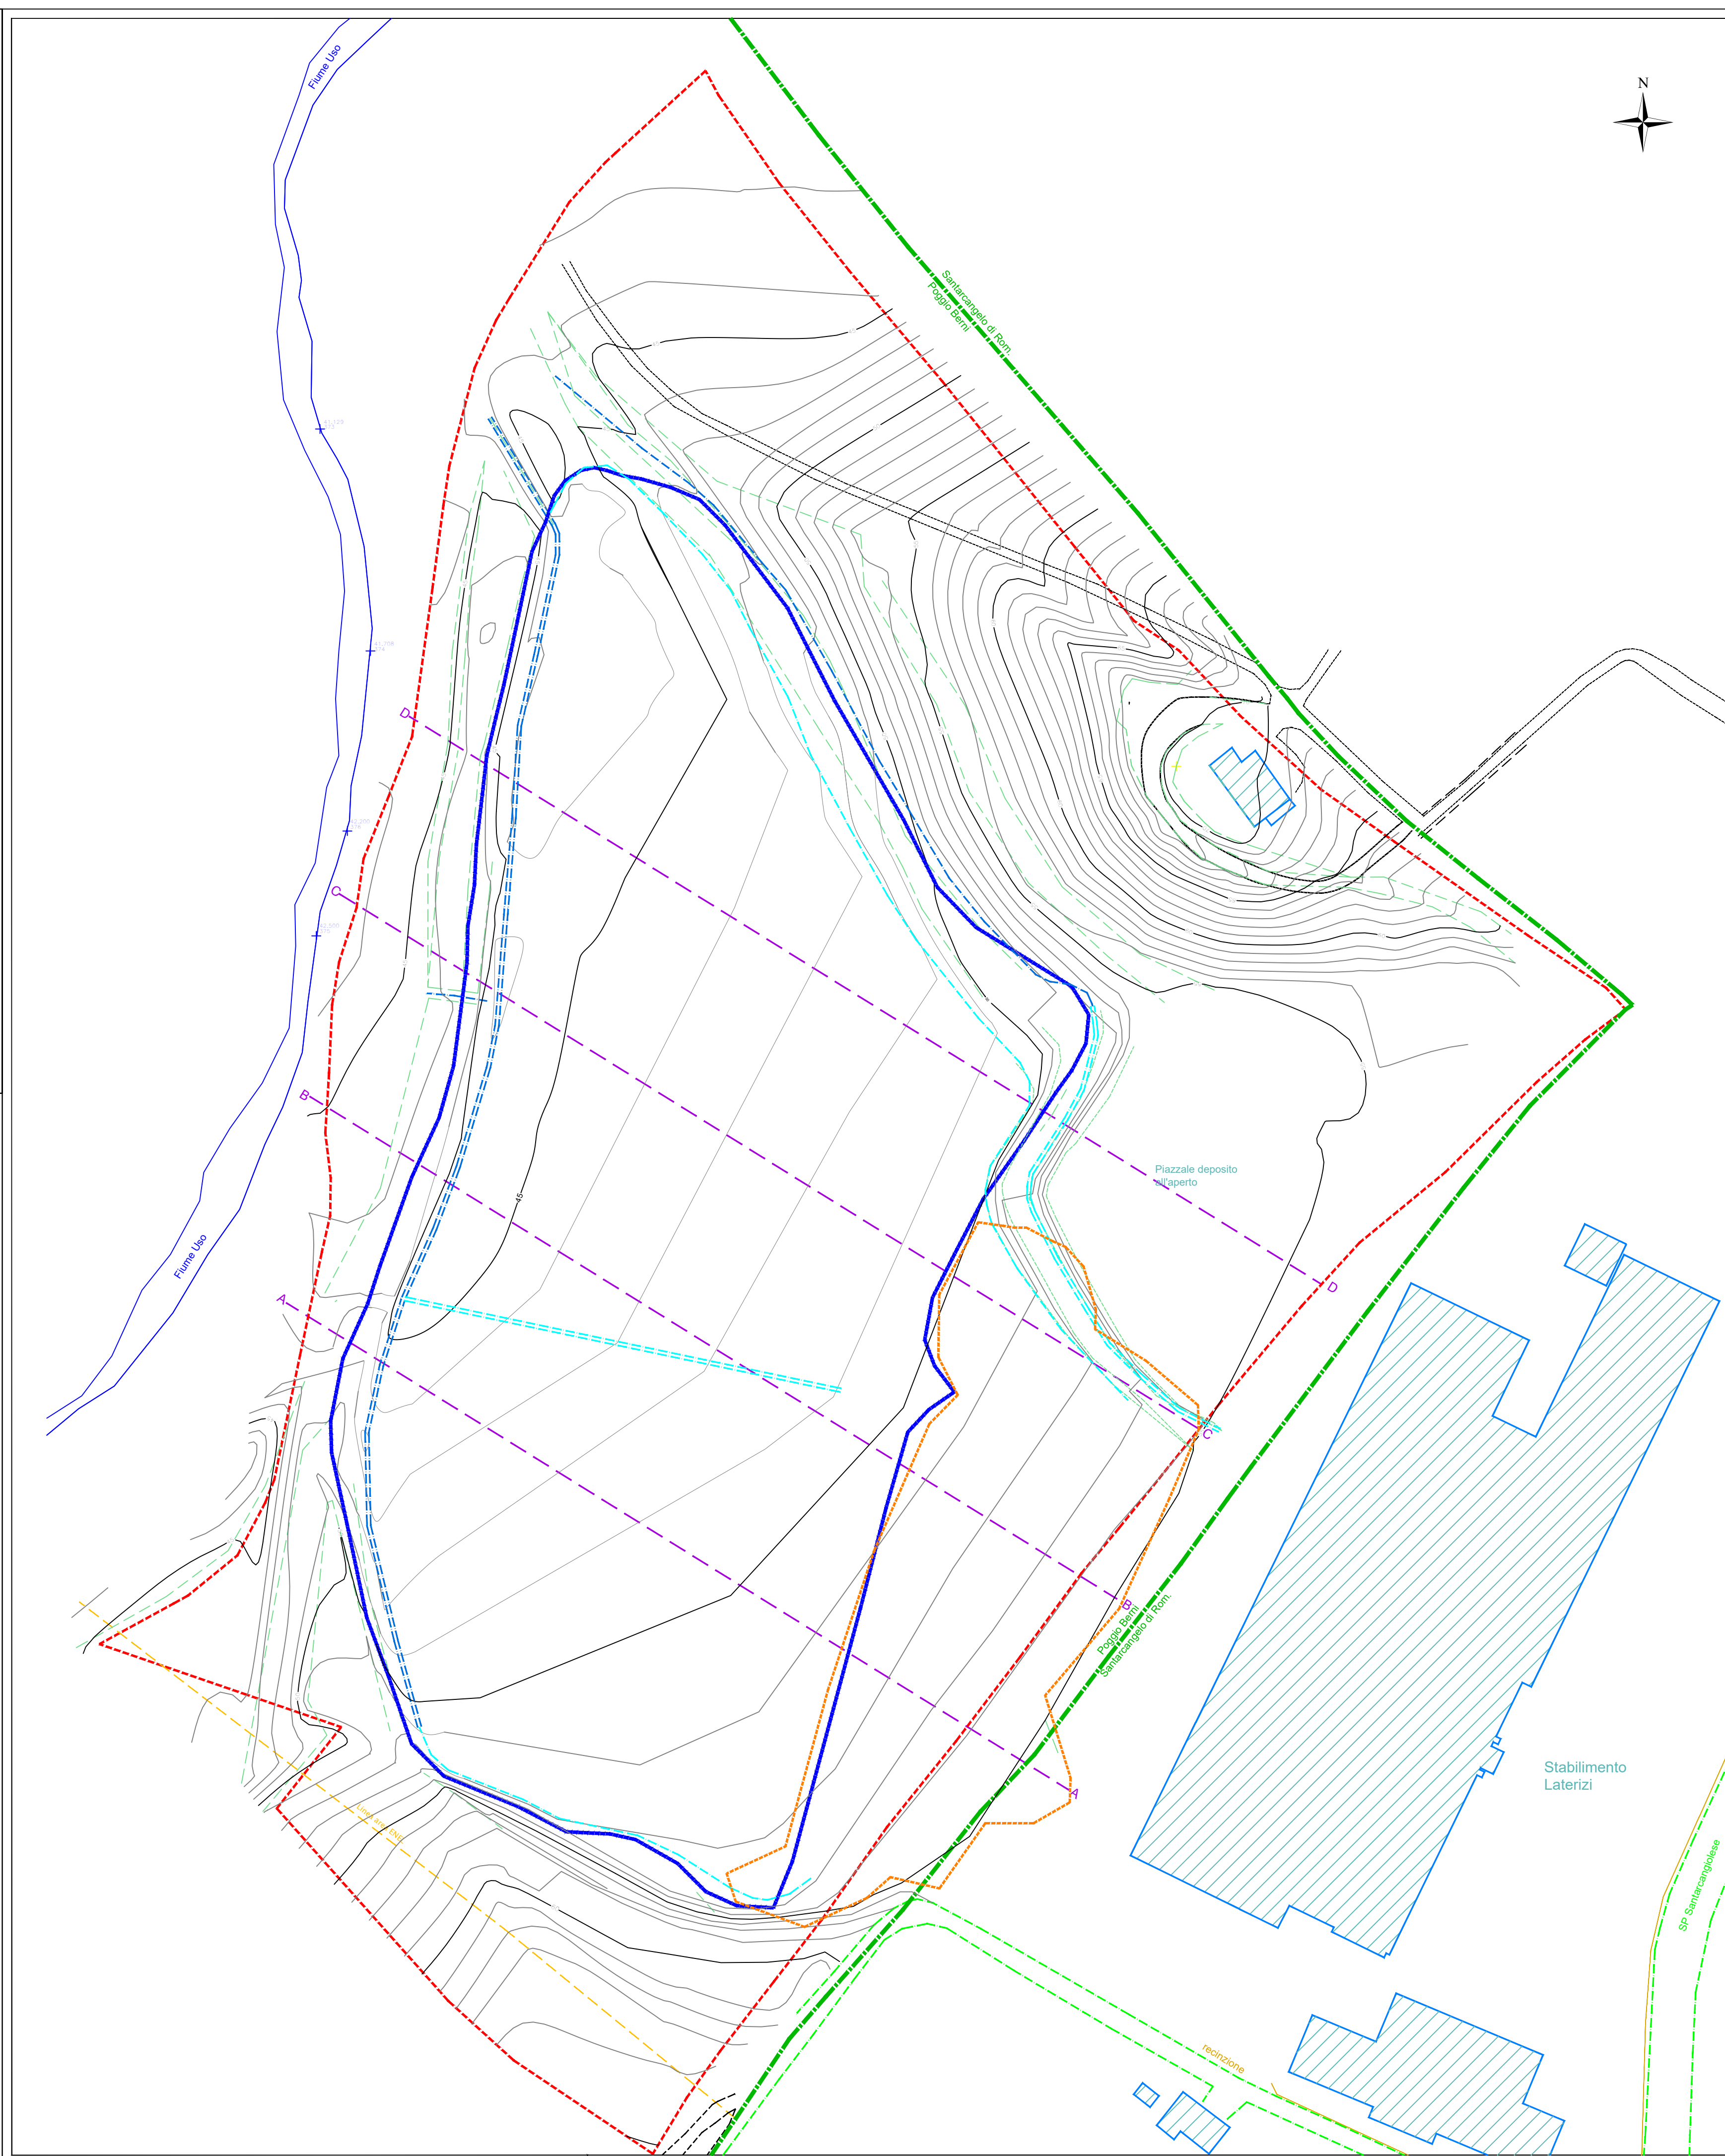 Fiume Uso
N
Santarcangelo di Rom.
Poggio Berni
D
C
B
45
Piazzale deposito
all'aperto
Fiume Uso
A
D
C
B
Poggio Berni
Santarcangelo di Rom.
A
Stabilimento
Laterizi
SP Santarcangiolese
recinzione